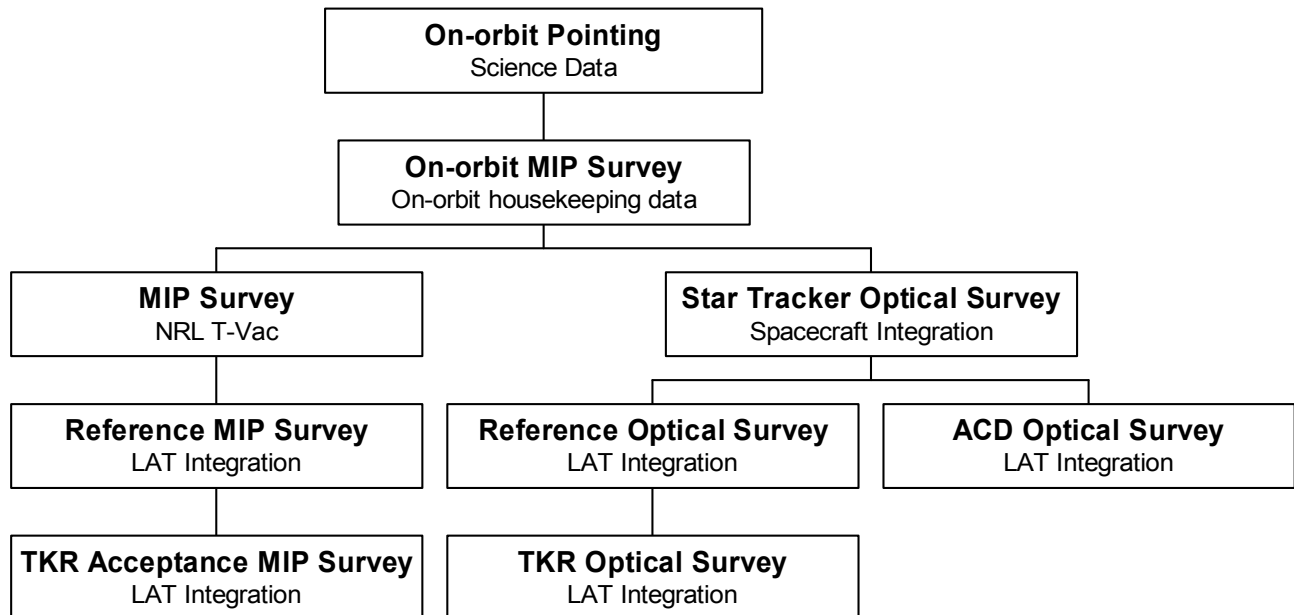 On-orbit Pointing
Science Data
On-orbit MIP Survey
On-orbit housekeeping data
MIP Survey
NRL T-Vac
Star Tracker Optical Survey
Spacecraft Integration
Reference MIP Survey
LAT Integration
Reference Optical Survey
LAT Integration
ACD Optical Survey
LAT Integration
TKR Acceptance MIP Survey
LAT Integration
TKR Optical Survey
LAT Integration